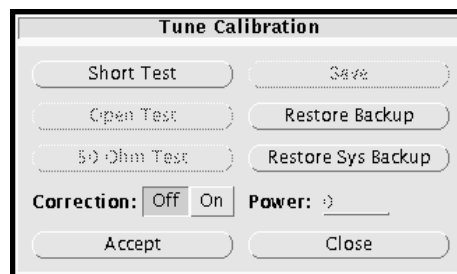 Tune Calibration
Short Test
Save
Open Test
Restore Backup
50 Ohm Test
Restore Sys Backup
Correction: Off On Power: 0
Accept
Close